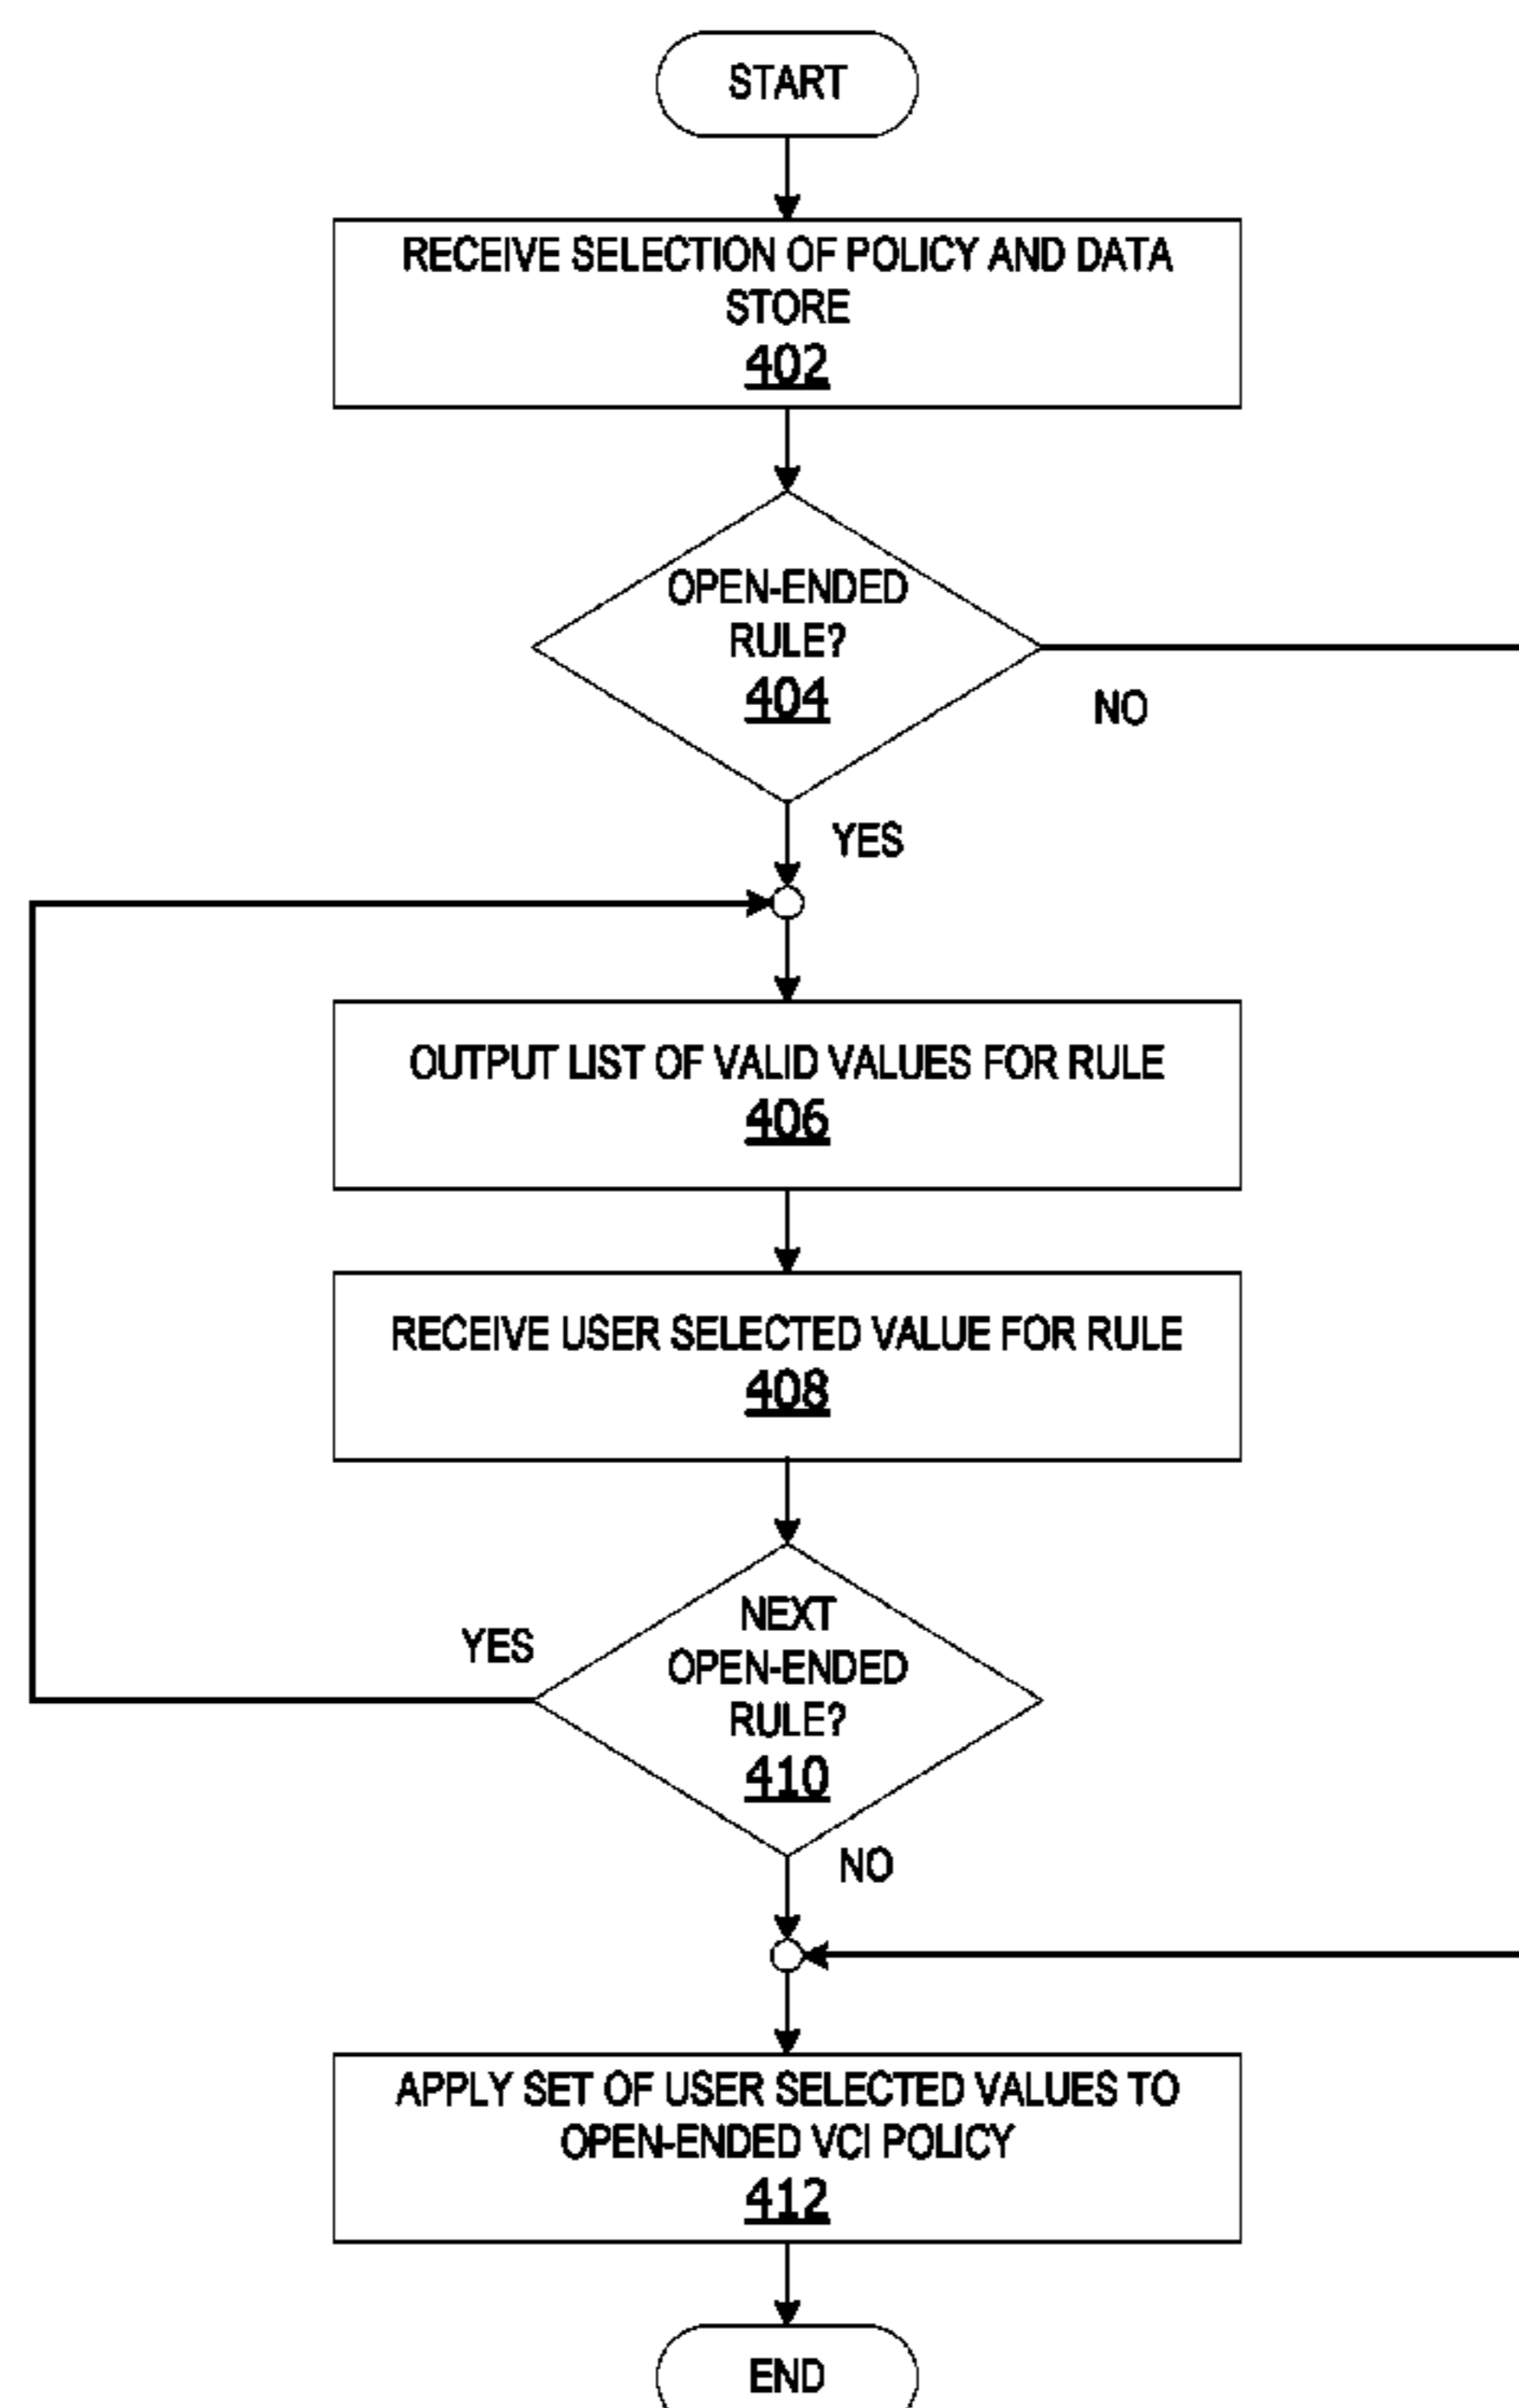 START
RECEIVE SELECTION OF POLICY AND DATA
STORE
402
OPEN-ENDED
RULE?
404
NO
YES
OUTPUT LIST OF VALID VALUES FOR RULE
406
RECEIVE USER SELECTED VALUE FOR RULE
408
YES
NEXT
OPEN-ENDED
RULE?
410
NO
APPLY SET OF USER SELECTED VALUES TO
OPEN-ENDED VCI POLICY
412
END